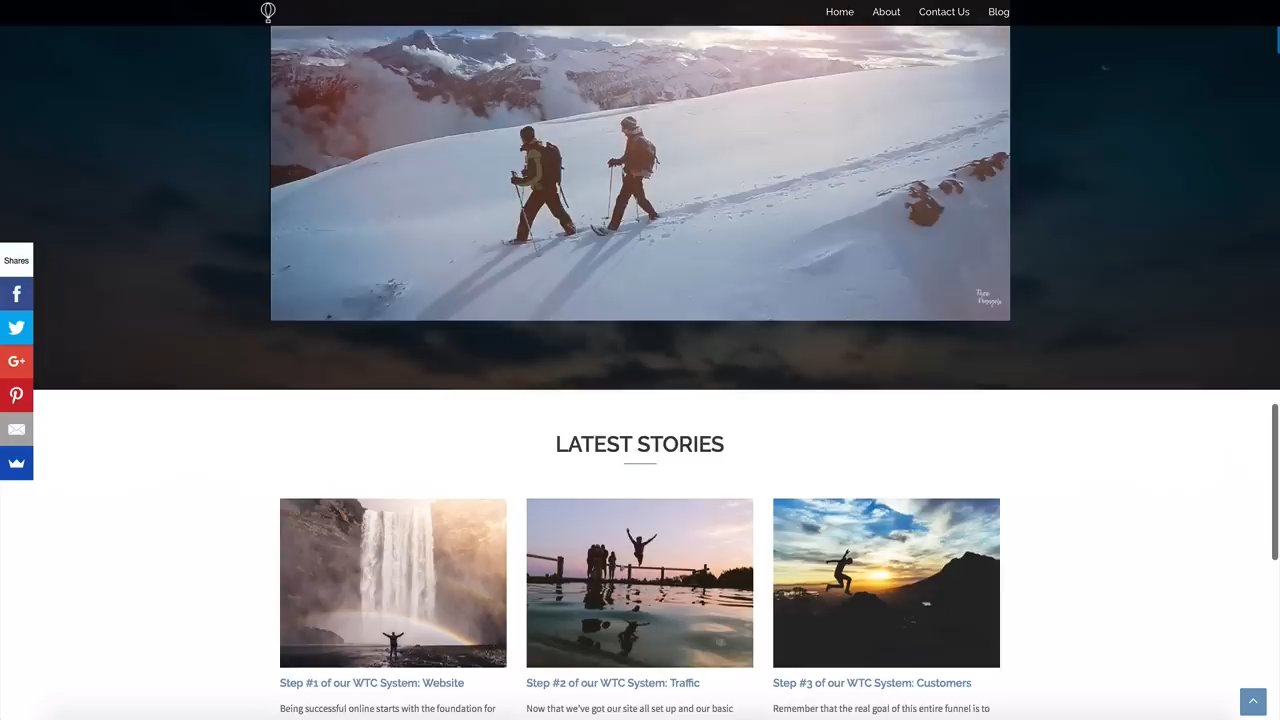 Home About Contact Us Blog
Shares
LATEST STORIES
Step #1 of our WTC System: Website
Being successful online starts with the foundation for
Step #2 of our WTC System: Traffic
Now that we've got our site all set up and our basic
Step #3 of our WTC System: Customers
Remember that the real goal of this entire funnel is to